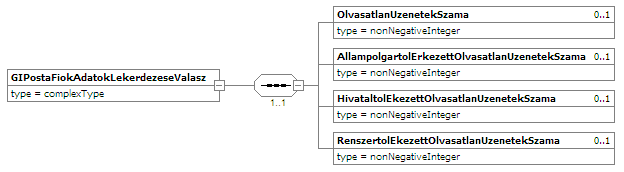 OlvasatlanUzenetekSzama 0..1
type = nonNegativeInteger
AllampolgartolErkezettOlvasatlanUzenetekSzama 0..1
type = nonNegativeInteger
GIPostaFiokAdatokLekerdezeseValasz
type = complexType
1..1
HivataltolEkezettOlvasatlanUzenetekSzama 0..1
type = nonNegativeInteger
RenszertolEkezettOlvasatlanUzenetekSzama 0..1
type = nonNegativeInteger